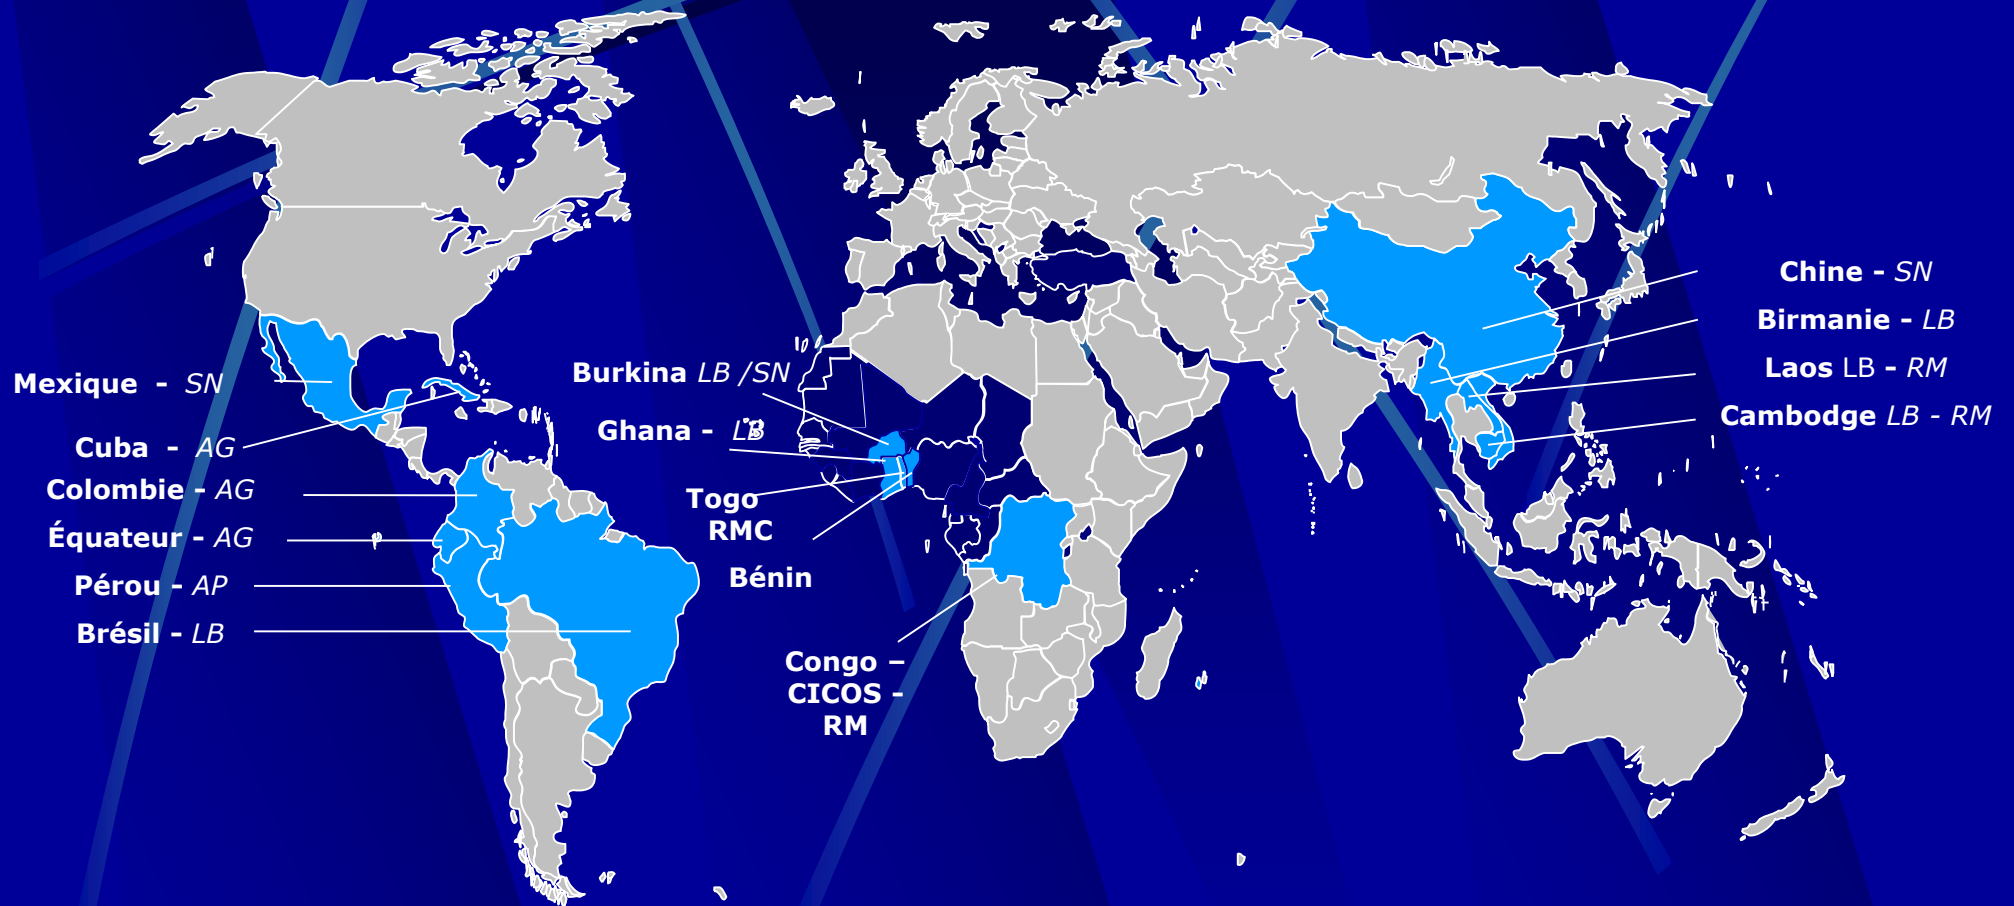 Mexique - SN
Cuba - AG
Colombie - AG
Équateur - AG
Pérou - AP
Brésil - LB
Burkina LB /SN
Ghana - LB
Togo
RMC
Bénin
Congo –
CICOS -
RM
Chine - SN
Birmanie - LB
Laos LB - RM
Cambodge LB - RM